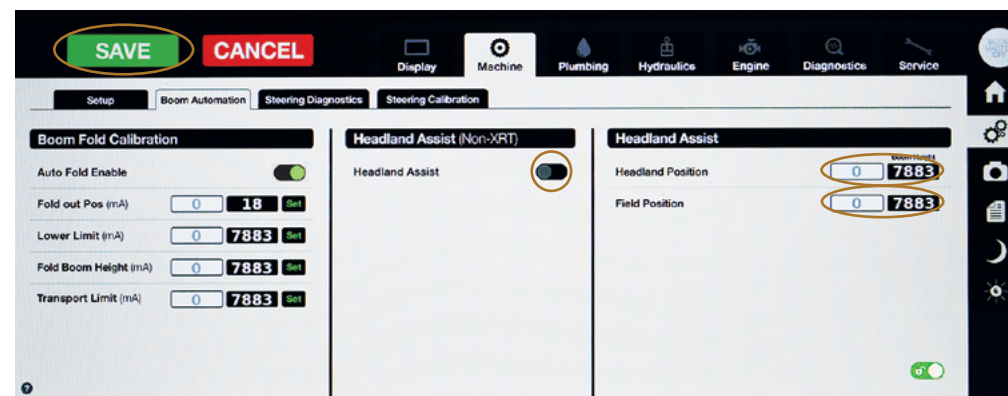 SAVE CANCEL Display Machine Plumbing Hydraulics Engine Diagnostics Service
Setup Boom Automation Steering Diagnostics Steering Calibration
Boom Fold Calibration
Auto Fold Enable
Fold out Pos (mA) 0 18 Set
Lower Limit (mA) 0 7883 Set
Fold Boom Height (mA) 0 7883 Set
Transport Limit (mA) 0 7883 Set
Headland Assist (Non-XRT)
Headland Assist
Headland Assist
Boom Height
Headland Position 0 7883
Field Position 0 7883
?